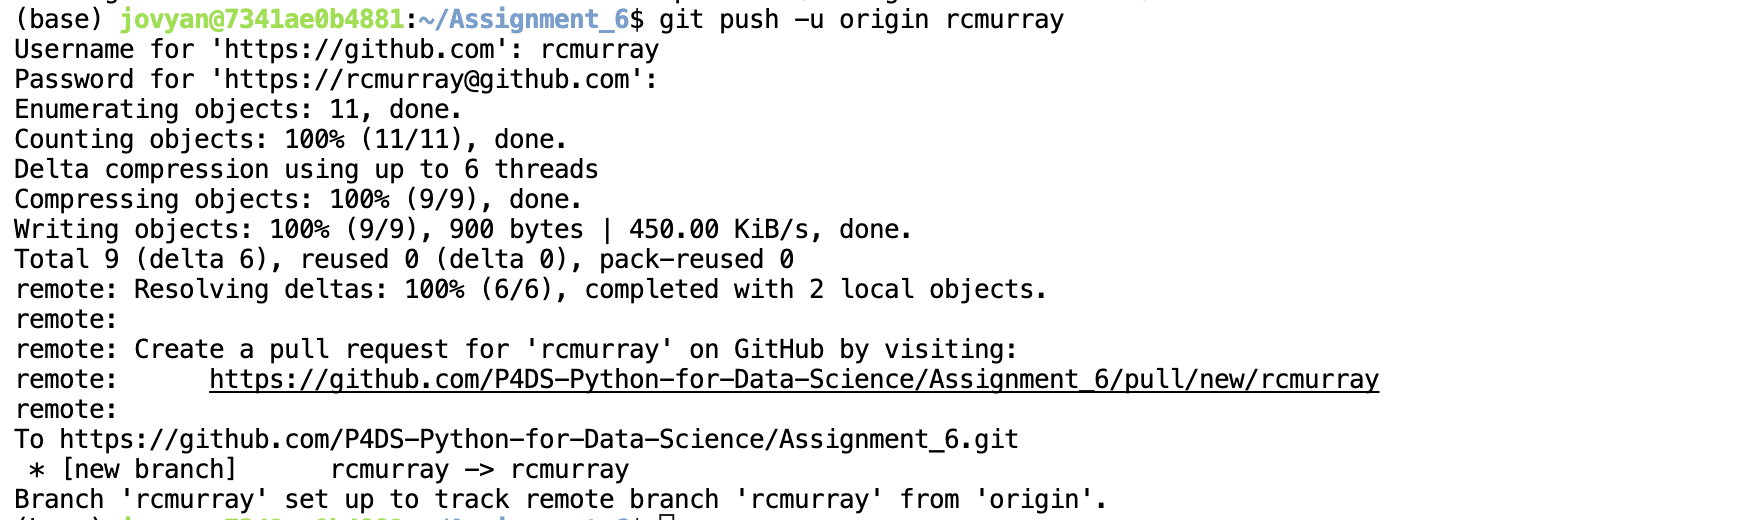 (base) jovyan@7341ae0b4881:~/Assignment_6$ git push -u origin rcmurray
Username for 'https://github.com': rcmurray
Password for 'https://rcmurray@github.com':
Enumerating objects: 11, done.
Counting objects: 100% (11/11), done.
Delta compression using up to 6 threads
Compressing objects: 100% (9/9), done.
Writing objects: 100% (9/9), 900 bytes | 450.00 KiB/s, done.
Total 9 (delta 6), reused 0 (delta 0), pack-reused 0
remote: Resolving deltas: 100% (6/6), completed with 2 local objects.
remote:
remote: Create a pull request for 'rcmurray' on GitHub by visiting:
remote:      https://github.com/P4DS-Python-for-Data-Science/Assignment_6/pull/new/rcmurray
remote:
To https://github.com/P4DS-Python-for-Data-Science/Assignment_6.git
 * [new branch]      rcmurray -> rcmurray
Branch 'rcmurray' set up to track remote branch 'rcmurray' from 'origin'.